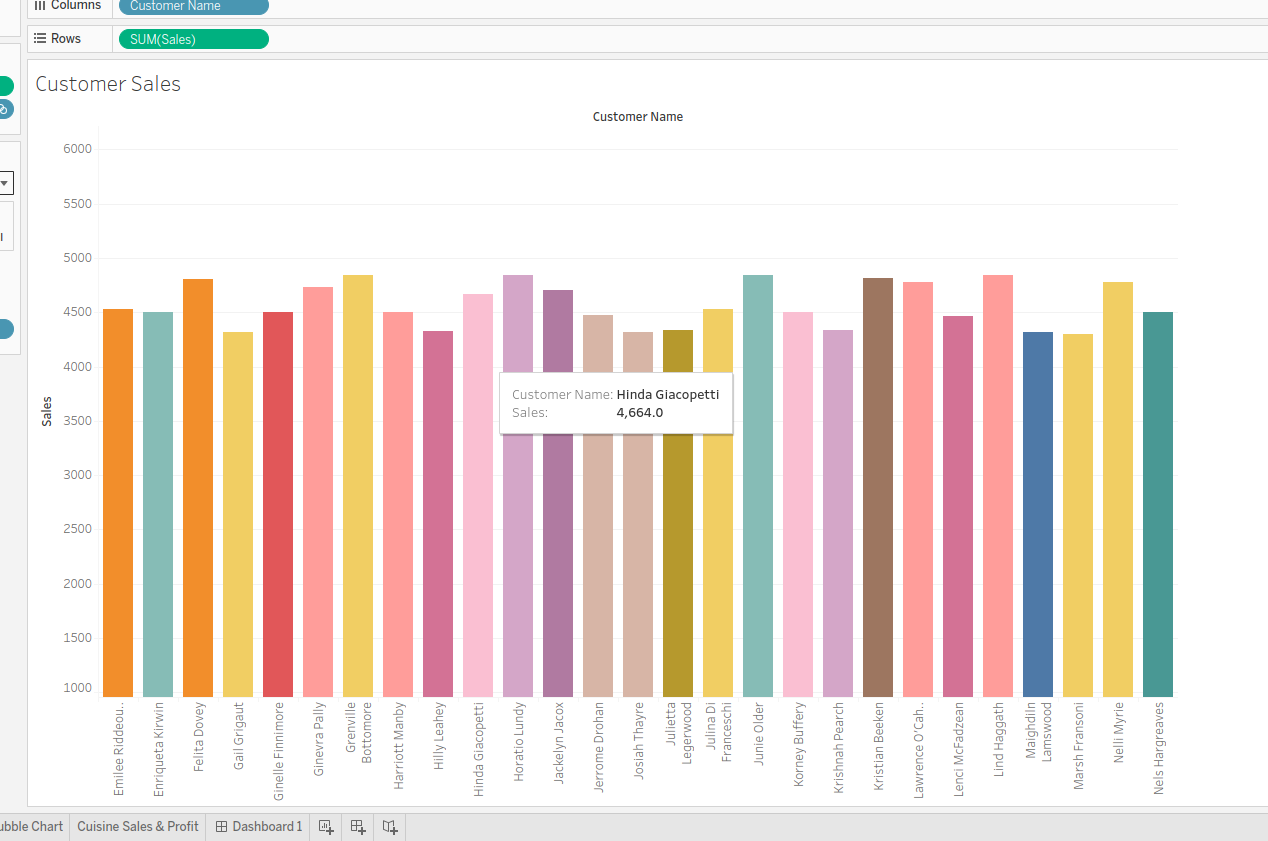 Columns
Customer Name
Rows
SUM(Sales)
Customer Sales
Customer Name
Sales
6000
5500
5000
4500
4000
3500
3000
2500
2000
1500
1000
Customer Name: Hinda Giacopetti
Sales: 4,664.0
Emilee Riddeou..
Enriqueta Kirwin
Felita Dovey
Gail Grigaut
Ginelle Finnimore
Ginevra Pally
Grenville
Bottomore
Harriott Manby
Hilly Leahey
Hinda Giacopetti
Horatio Lundy
Jackelyn Jacox
Jerrome Drohan
Josiah Thayre
Julietta
Legerwood
Julina Di
Franceschi
Junie Older
Korney Buffery
Krishnah Pearch
Kristian Beeken
Lawrence O'Cah..
Lenci McFadzean
Lind Haggath
Maighdiln
Lamswood
Marsh Fransoni
Nelli Myrie
Nels Hargreaves
ubble Chart
Cuisine Sales & Profit
Dashboard 1